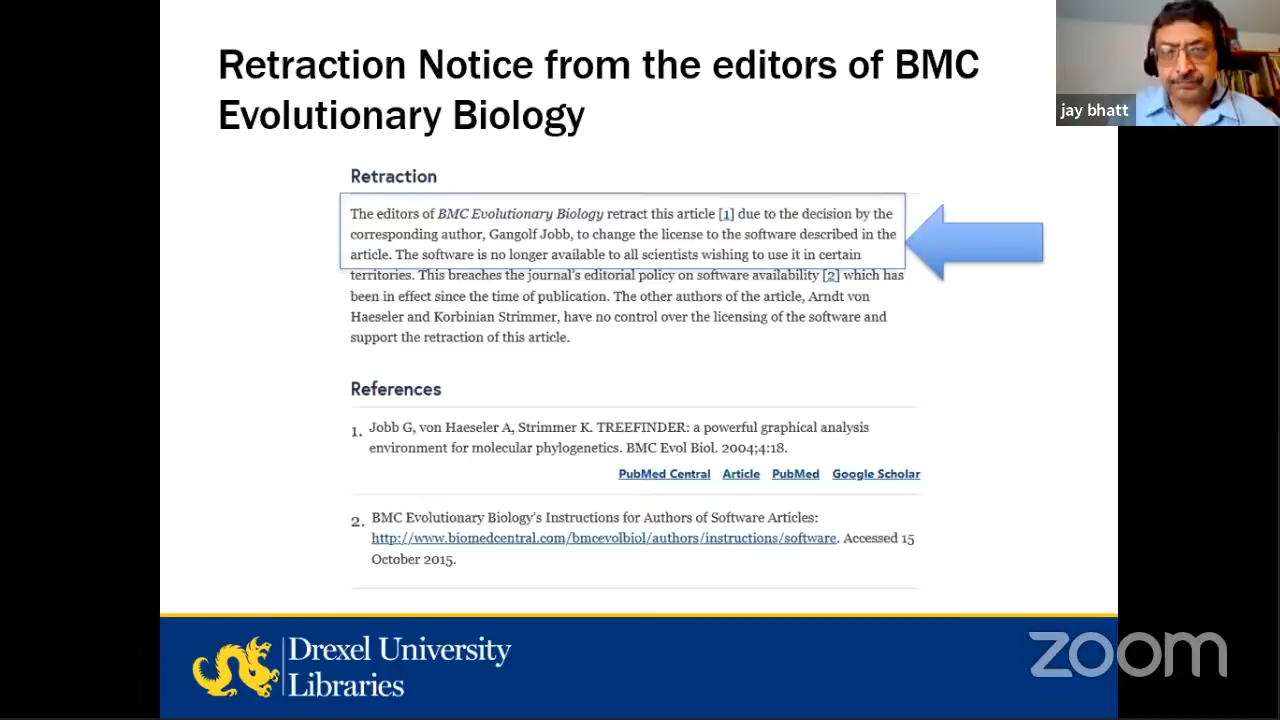 Retraction Notice from the editors of BMC
Evolutionary Biology
jay bhatt
Retraction
The editors of BMC Evolutionary Biology retract this article [1] due to the decision by the
corresponding author, Gangolf Jobb, to change the license to the software described in the
article. The software is no longer available to all scientists wishing to use it in certain
territories. This breaches the journal's editorial policy on software availability [2] which has
been in effect since the time of publication. The other authors of the article, Arndt von
Haeseler and Korbinian Strimmer, have no control over the licensing of the software and
support the retraction of this article.
References
1. Jobb G, von Haeseler A, Strimmer K. TREEFINDER: a powerful graphical analysis
environment for molecular phylogenetics. BMC Evol Biol. 2004;4:18.
PubMed Central Article PubMed Google Scholar
2. BMC Evolutionary Biology's Instructions for Authors of Software Articles:
http://www.biomedcentral.com/bmcevolbiol/authors/instructions/software. Accessed 15
October 2015.
Drexel University
Libraries
zoom